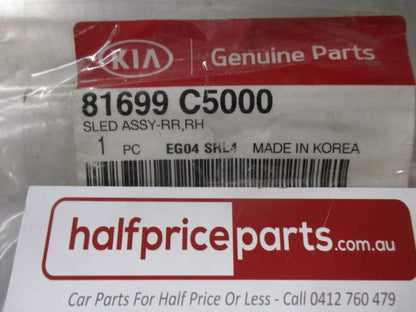 KIA Genuine Parts
81699 C5000
SLED ASSY-RR,RH
1 PC EG04 SRL4 MADE IN KOREA
halfpriceparts.com.au
Car Parts For Half Price Or Less - Call 0412 760 479